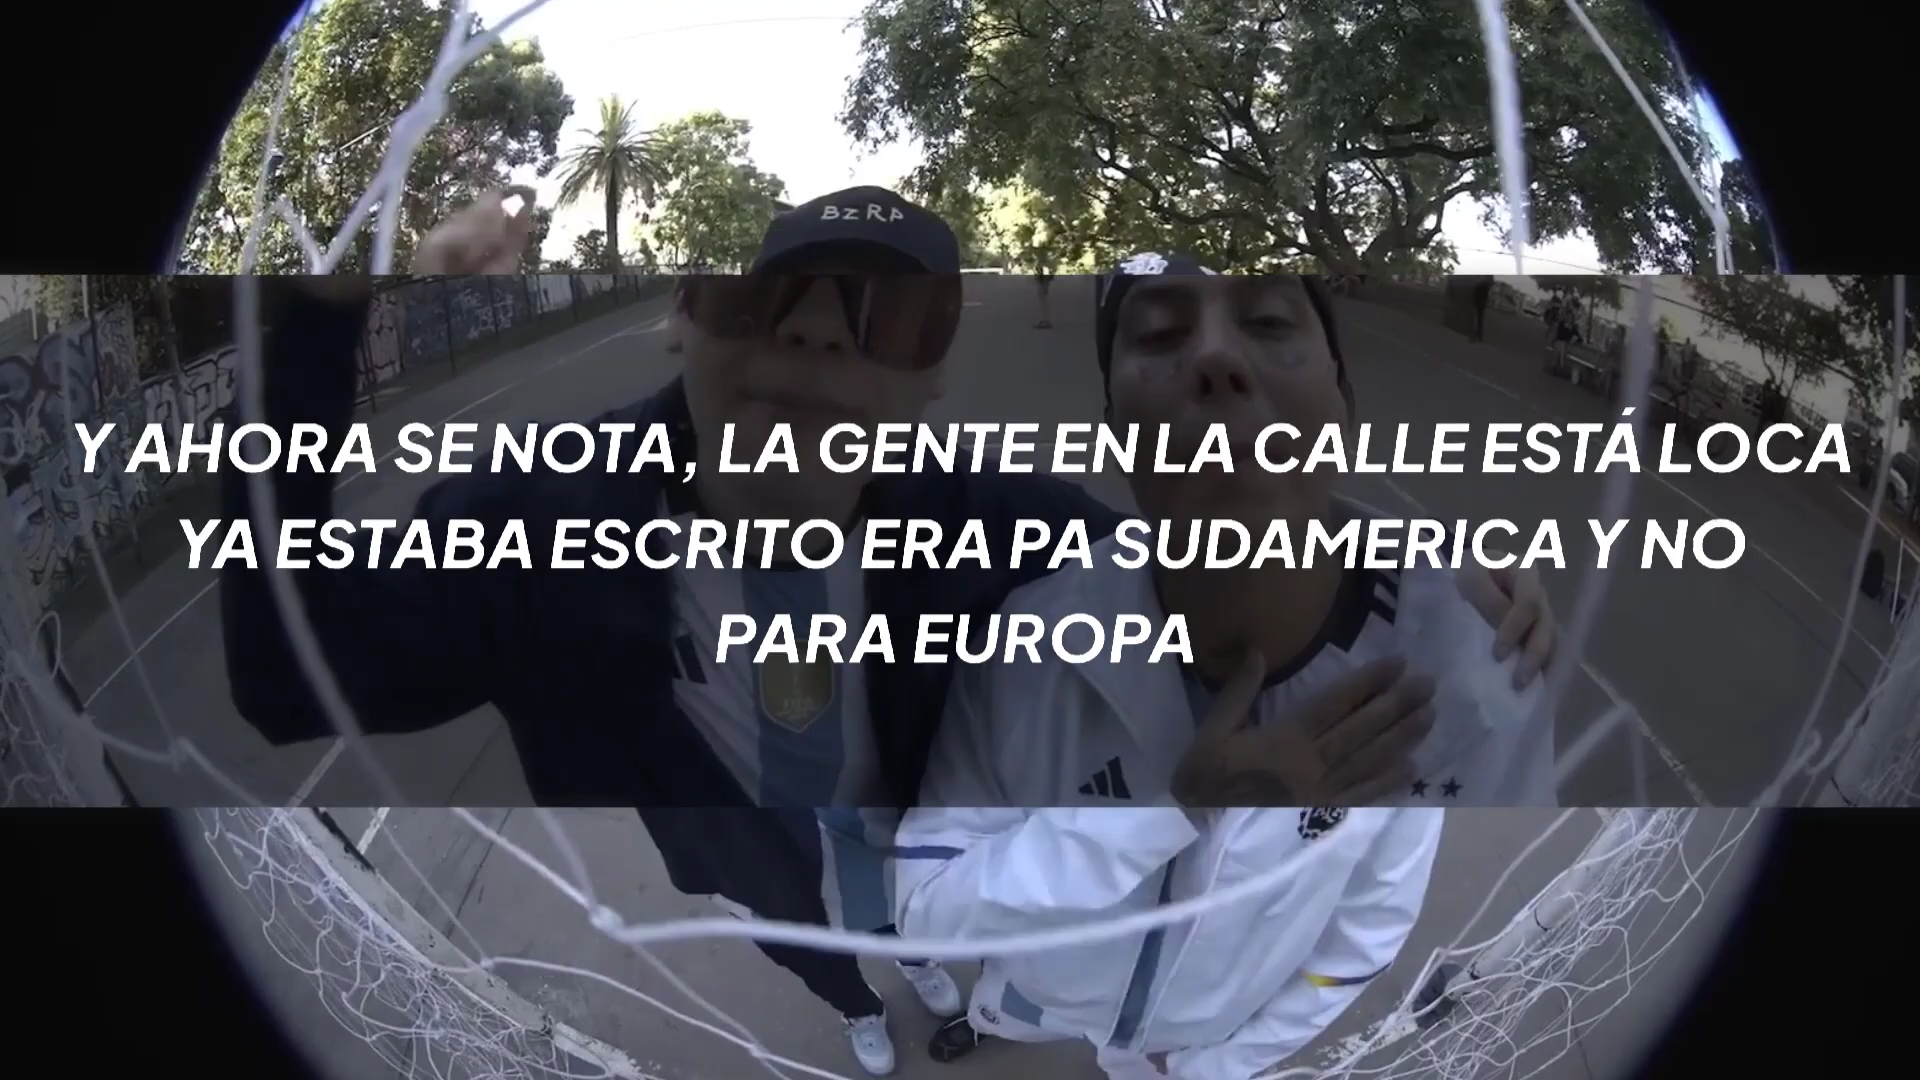 BZRP
Y AHORA SE NOTA, LA GENTE EN LA CALLE ESTÁ LOCA
YA ESTABA ESCRITO ERA PA SUDAMERICA Y NO
PARA EUROPA